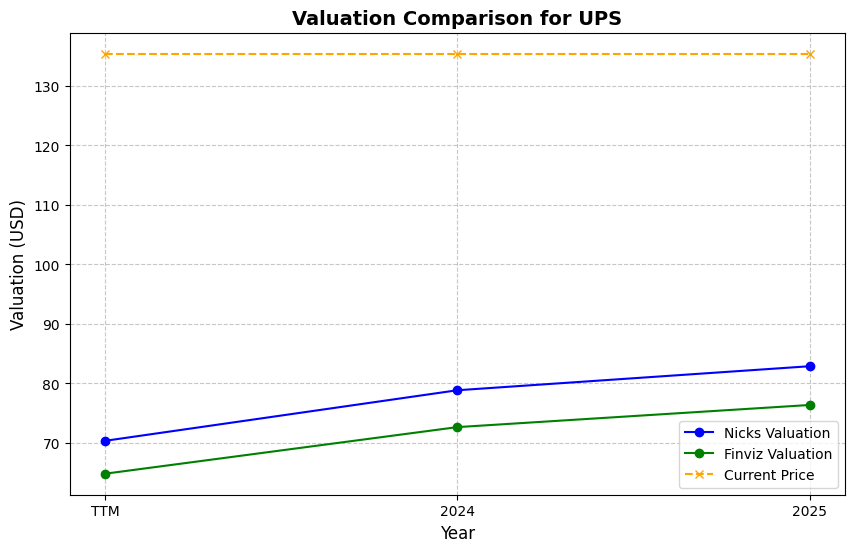 Valuation Comparison for UPS
Valuation (USD)
130
120
110
100
90
80
70
TTM
2024
2025
Year
Nicks Valuation
Finviz Valuation
Current Price